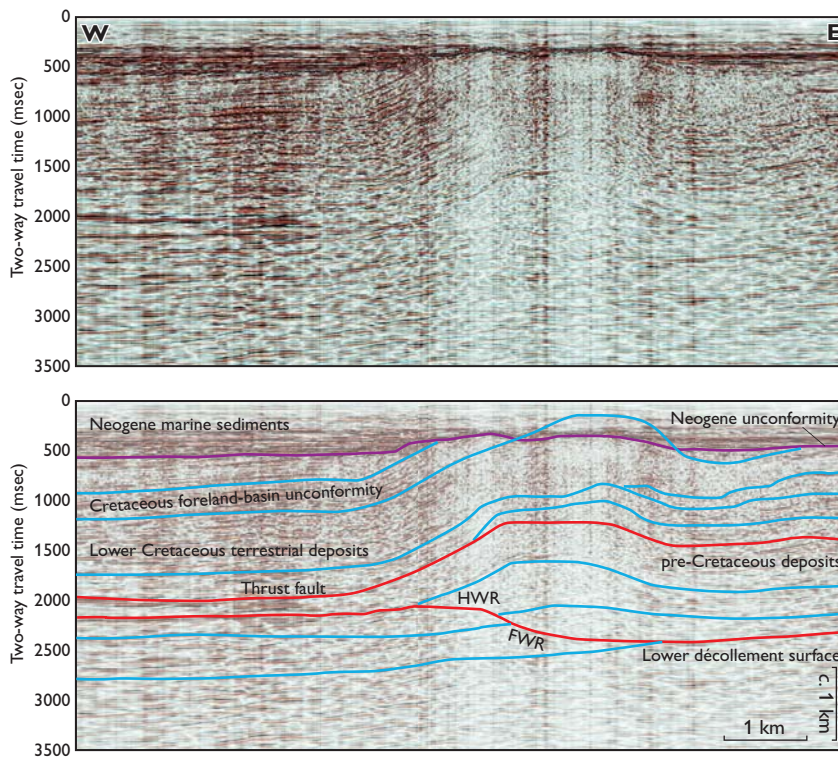 0
W
E
500
1000
1500
2000
2500
3000
3500
Two-way travel time (msec)
0
Neogene marine sediments
Neogene unconformity
500
Cretaceous foreland-basin unconformity
1000
Lower Cretaceous terrestrial deposits
1500
pre-Cretaceous deposits
Thrust fault
HWR
2000
FWR
2500
Lower décollement surface
3000
1 km
c. 1 km
3500
Two-way travel time (msec)